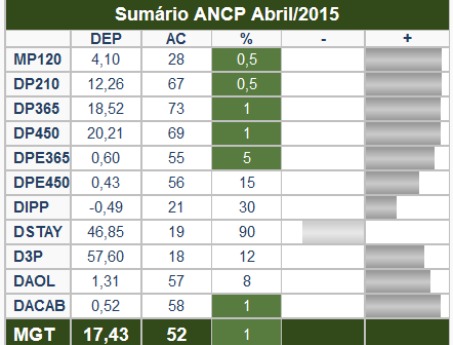 Sumário ANCP Abril/2015
DEP AC % - +
MP120 4,10 28 0,5
DP210 12,26 67 0,5
DP365 18,52 73 1
DP450 20,21 69 1
DPE365 0,60 55 5
DPE450 0,43 56 15
DIPP -0,49 21 30
DSTAY 46,85 19 90
D3P 57,60 18 12
DAOL 1,31 57 8
DACAB 0,52 58 1
MGT 17,43 52 1